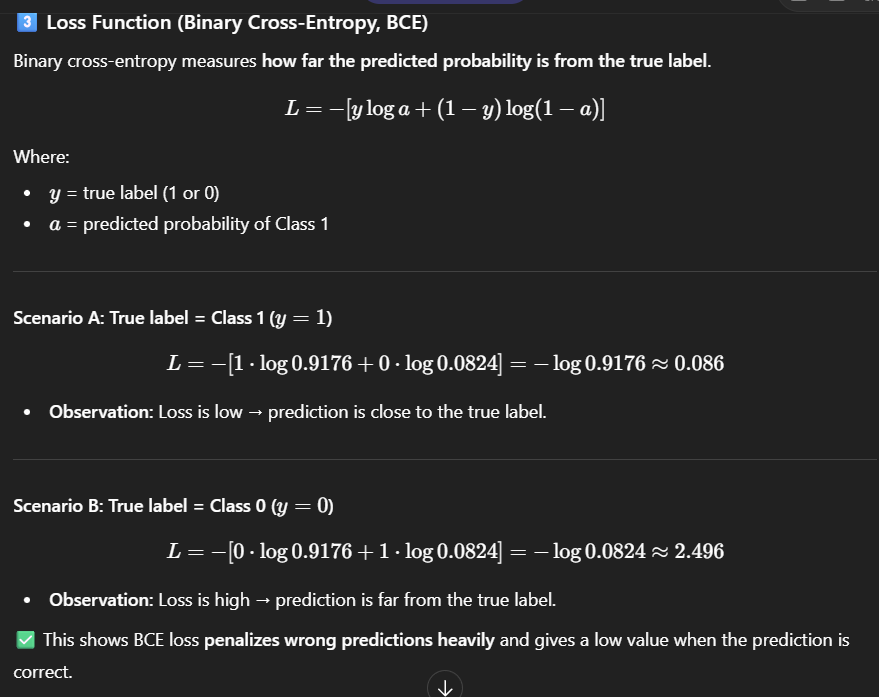 3 Loss Function (Binary Cross-Entropy, BCE)
Binary cross-entropy measures how far the predicted probability is from the true label.
L = −[y log a + (1 − y) log(1 − a)]
Where:
• y = true label (1 or 0)
• a = predicted probability of Class 1
Scenario A: True label = Class 1 (y = 1)
L = −[1 · log 0.9176 + 0 · log 0.0824] = − log 0.9176 ≈ 0.086
• Observation: Loss is low → prediction is close to the true label.
Scenario B: True label = Class 0 (y = 0)
L = −[0 · log 0.9176 + 1 · log 0.0824] = − log 0.0824 ≈ 2.496
• Observation: Loss is high → prediction is far from the true label.
✅ This shows BCE loss penalizes wrong predictions heavily and gives a low value when the prediction is
correct.